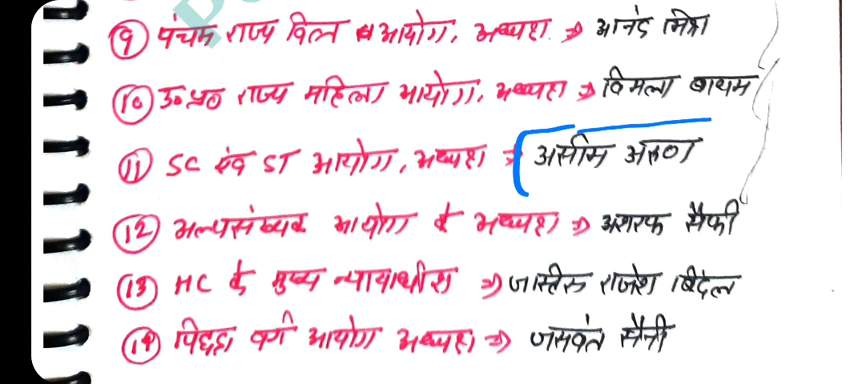 ⑨ पंचम राज्य वित्त आयोग, अध्यक्ष ⇒ आनंद मिश्रा
⑩ उ०प्र० राज्य महिला आयोग, अध्यक्ष ⇒ विमला बाथम
⑪ SC एंव ST आयोग, अध्यक्ष ⇒ असीम अरुण
⑫ अल्पसंख्यक आयोग के अध्यक्ष ⇒ अशरफ सैफी
⑬ HC के मुख्य न्यायाधीस ⇒ जास्तिस राजेश बिंदल
⑭ पिछड़ा वर्ग आयोग अध्यक्ष ⇒ जसवंत सैनी